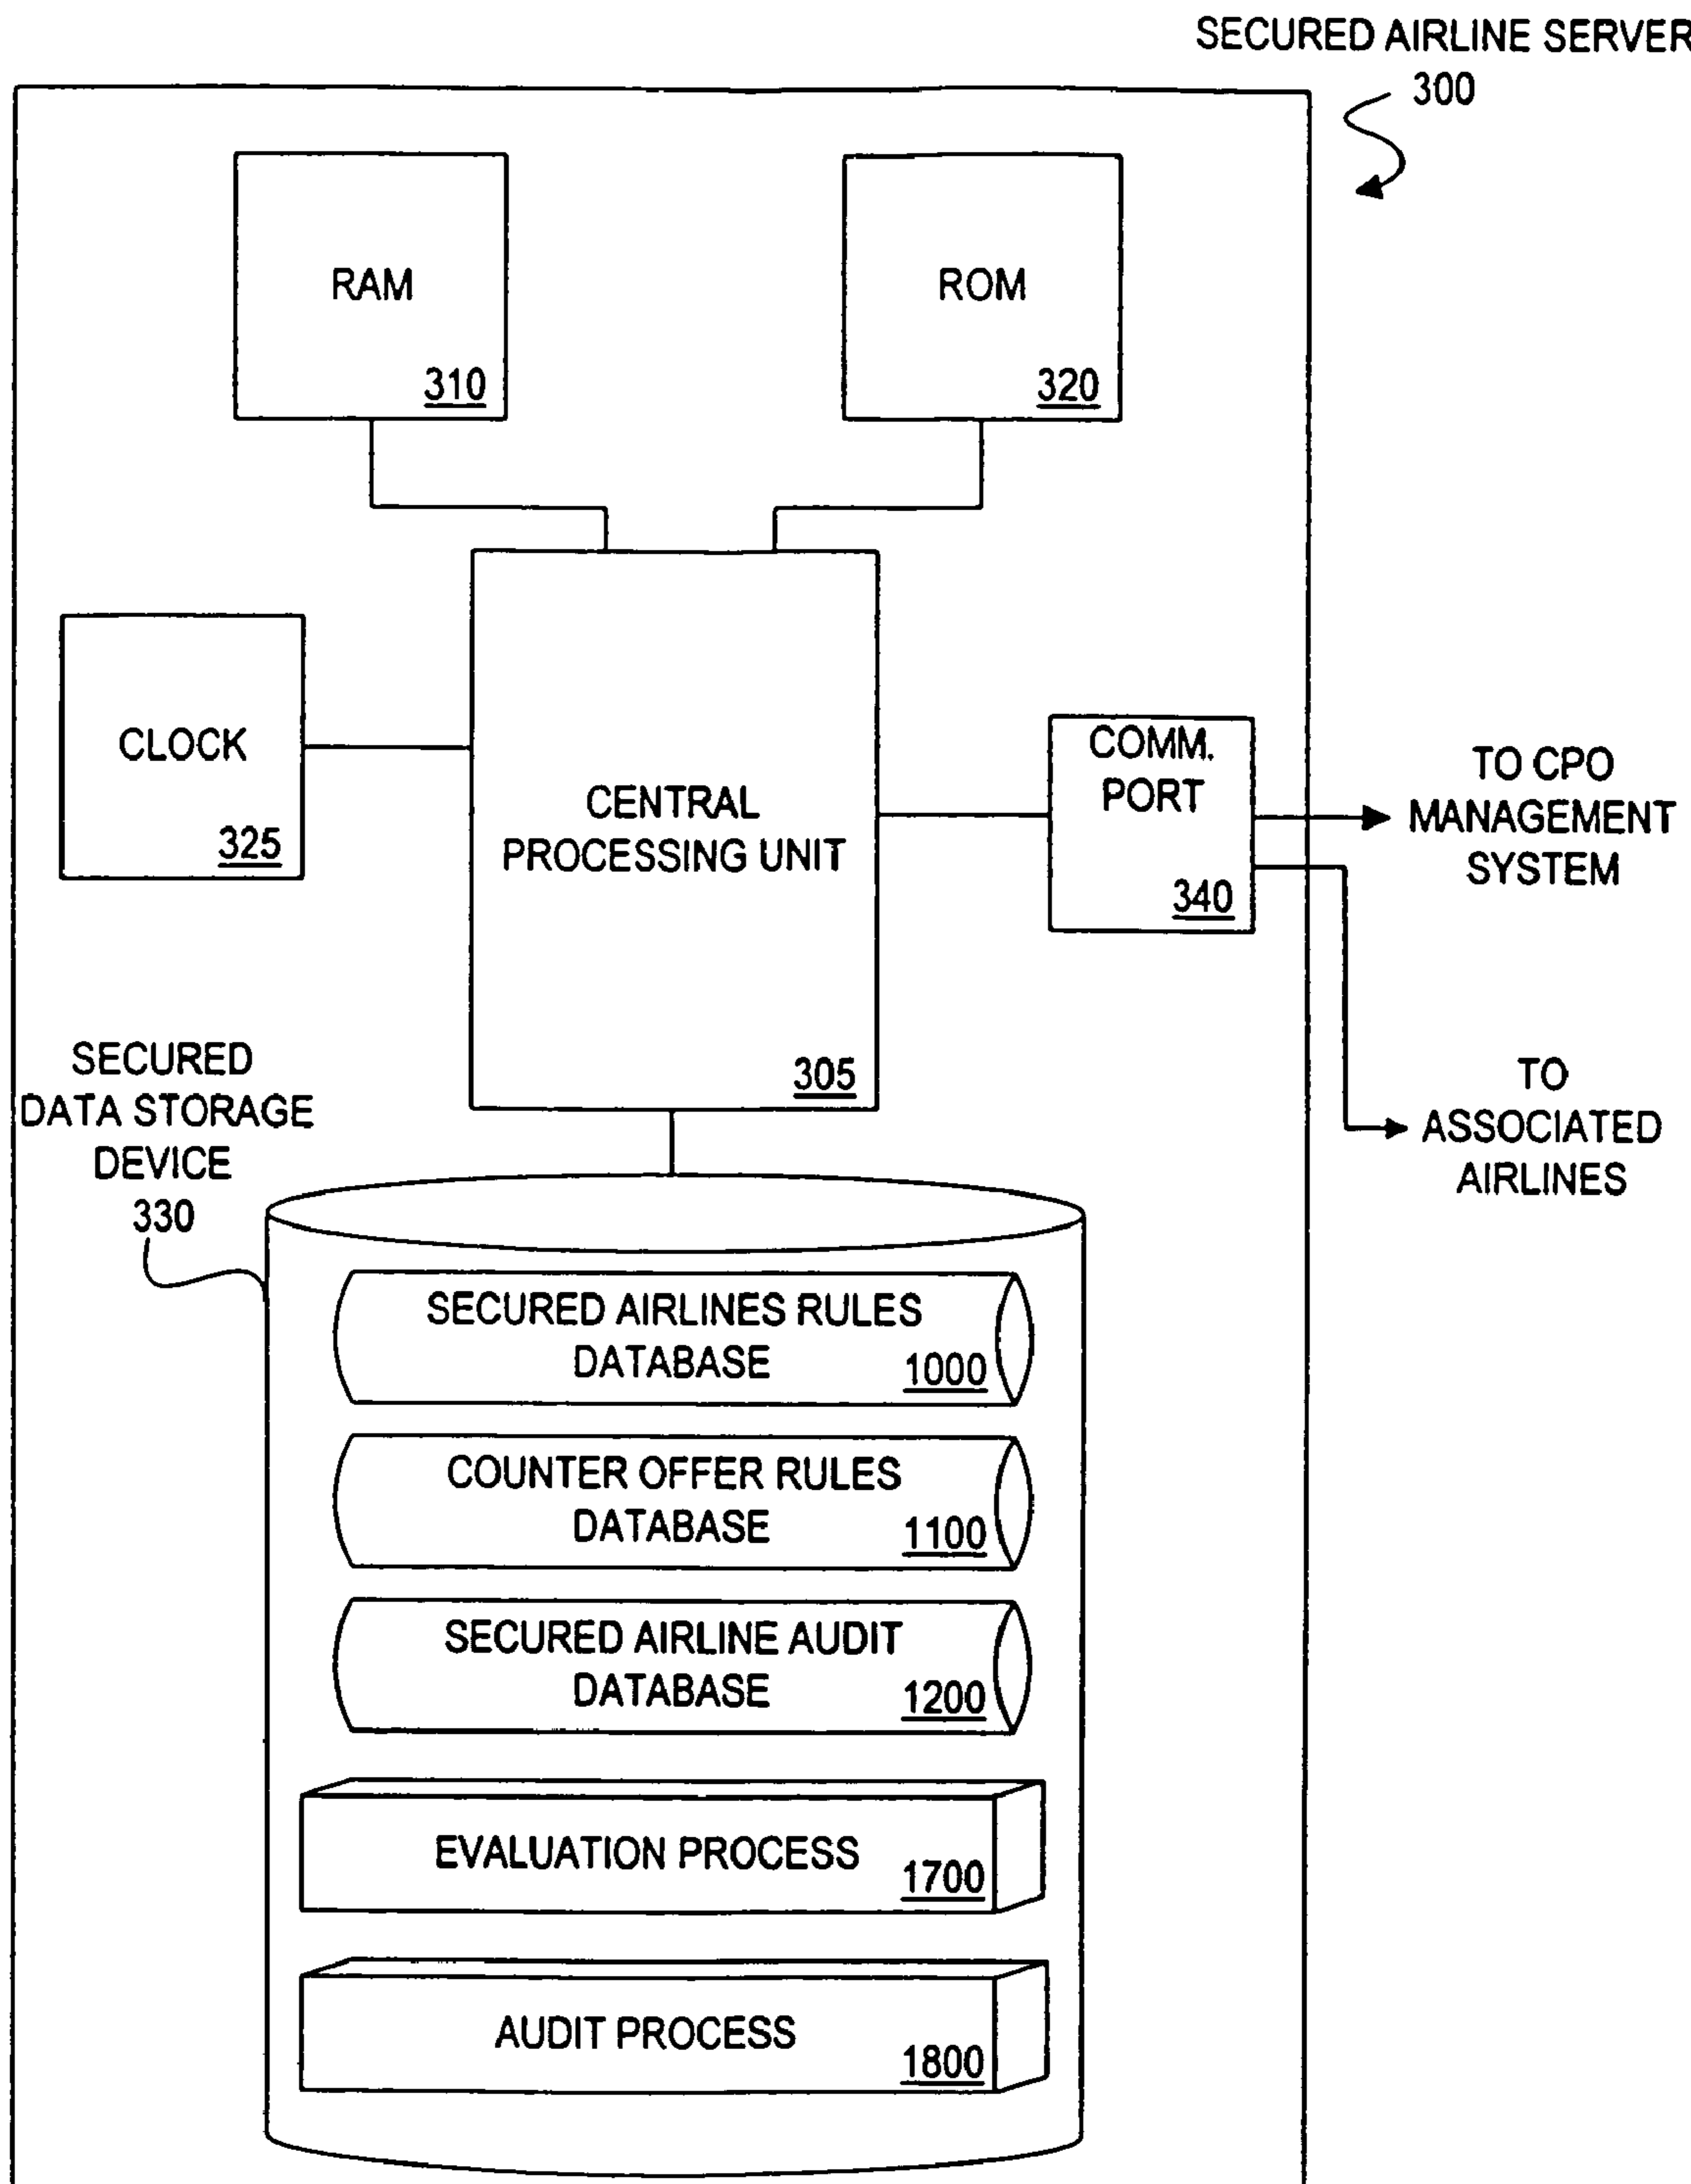 SECURED AIRLINE SERVER
300
RAM
310
ROM
320
CLOCK
325
CENTRAL
PROCESSING UNIT
305
COMM.
PORT
340
TO CPO
MANAGEMENT
SYSTEM
TO
ASSOCIATED
AIRLINES
SECURED
DATA STORAGE
DEVICE
330
SECURED AIRLINES RULES
DATABASE
1000
COUNTER OFFER RULES
DATABASE
1100
SECURED AIRLINE AUDIT
DATABASE
1200
EVALUATION PROCESS
1700
AUDIT PROCESS
1800